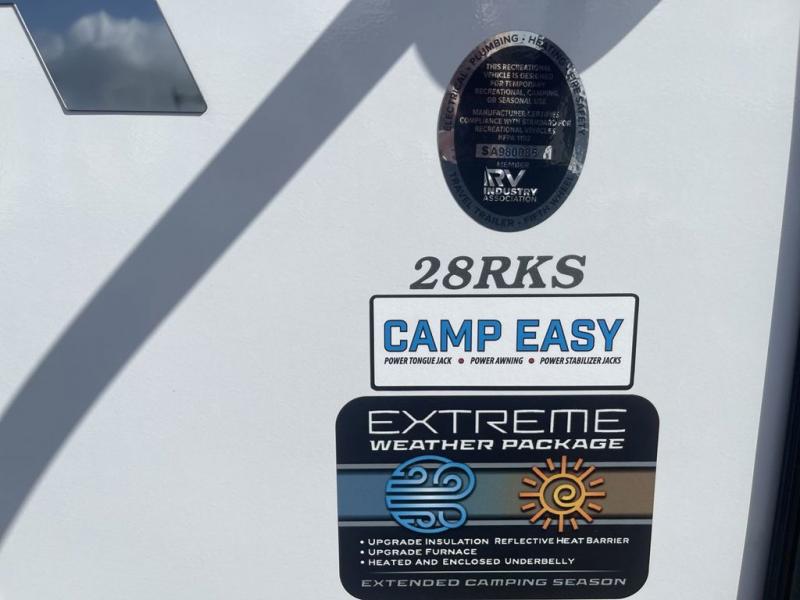 ELECTRICAL • PLUMBING • HEATING • FIRE SAFETY
THIS RECREATIONAL
VEHICLE IS DESIGNED
FOR TEMPORARY
RECREATIONAL, CAMPING,
OR SEASONAL USE
MANUFACTURER CERTIFIES
COMPLIANCE WITH STANDARD FOR
RECREATIONAL VEHICLES
NFPA 1192
MEMBER
RV
INDUSTRY
ASSOCIATION
TRAVEL TRAILER • FIFTH WHEEL
28RKS
CAMP EASY
POWER TONGUE JACK • POWER AWNING • POWER STABILIZER JACKS
EXTREME
WEATHER PACKAGE
• UPGRADE INSULATION REFLECTIVE HEAT BARRIER
• UPGRADE FURNACE
• HEATED AND ENCLOSED UNDERBELLY
EXTENDED CAMPING SEASON